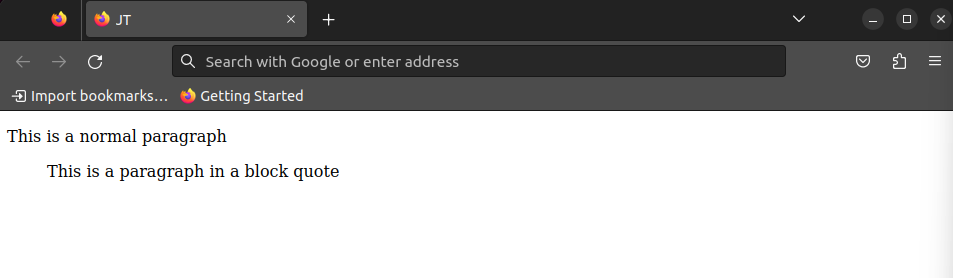 JT
Search with Google or enter address
Import bookmarks...
Getting Started
This is a normal paragraph
This is a paragraph in a block quote